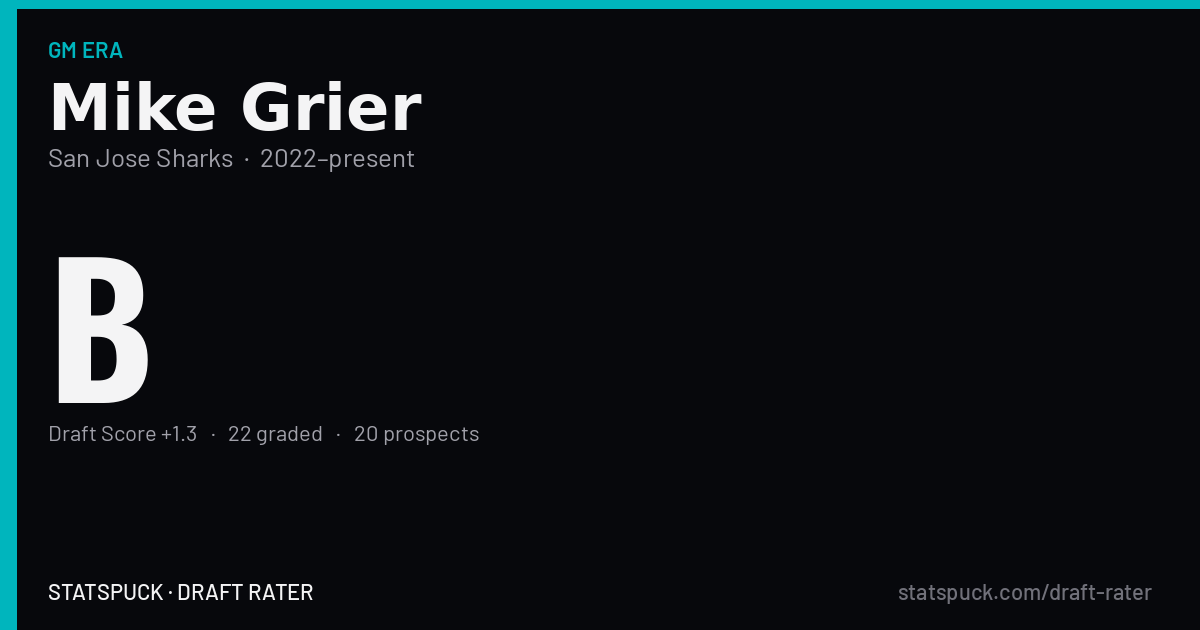 GM ERA
Mike Grier
San Jose Sharks · 2022–present
B
Draft Score +1.3 · 22 graded · 20 prospects
STATSPUCK · DRAFT RATER
statspuck.com/draft-rater